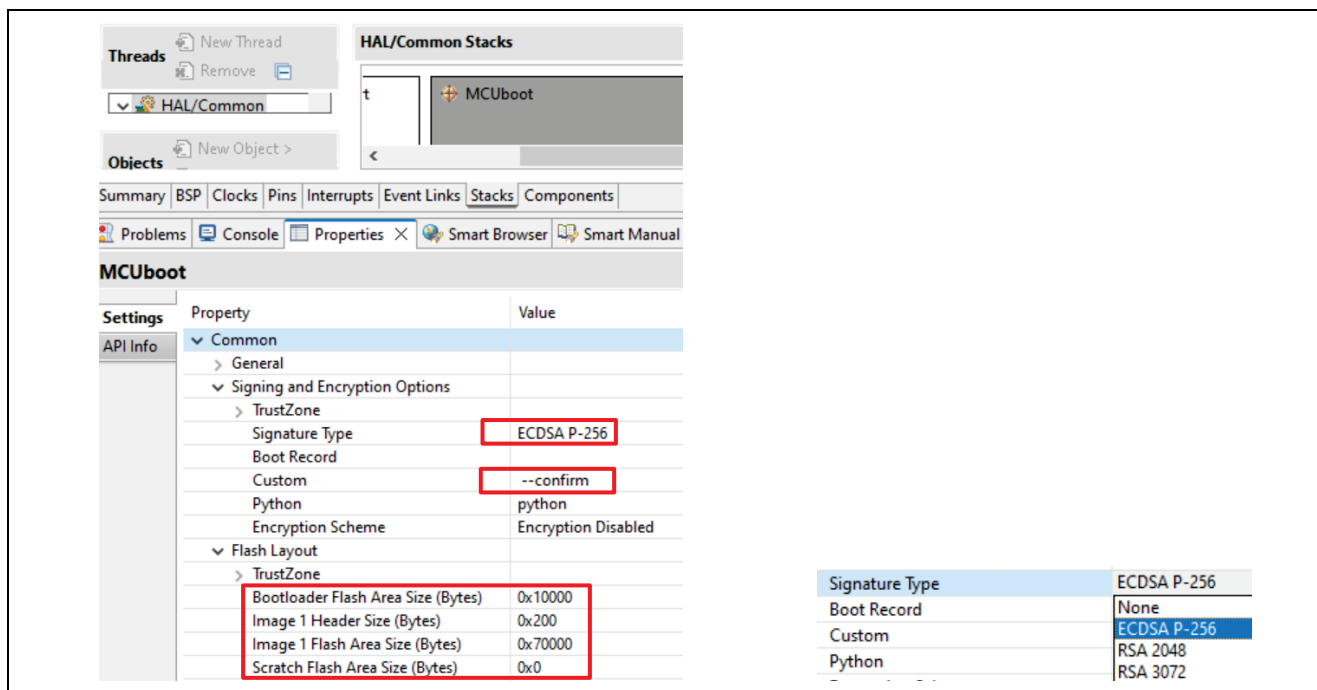 Threads
New Thread
Remove
HAL/Common
Objects
New Object >
HAL/Common Stacks
t
MCUboot
Summary BSP Clocks Pins Interrupts Event Links Stacks Components
Problems Console Properties Smart Browser Smart Manual
MCUboot
Settings
API Info
Property Value
Common
General
Signing and Encryption Options
TrustZone
Signature Type ECDSA P-256
Boot Record
Custom --confirm
Python python
Encryption Scheme Encryption Disabled
Flash Layout
TrustZone
Bootloader Flash Area Size (Bytes) 0x10000
Image 1 Header Size (Bytes) 0x200
Image 1 Flash Area Size (Bytes) 0x70000
Scratch Flash Area Size (Bytes) 0x0
Signature Type ECDSA P-256
Boot Record None
Custom ECDSA P-256
Python RSA 2048
RSA 3072